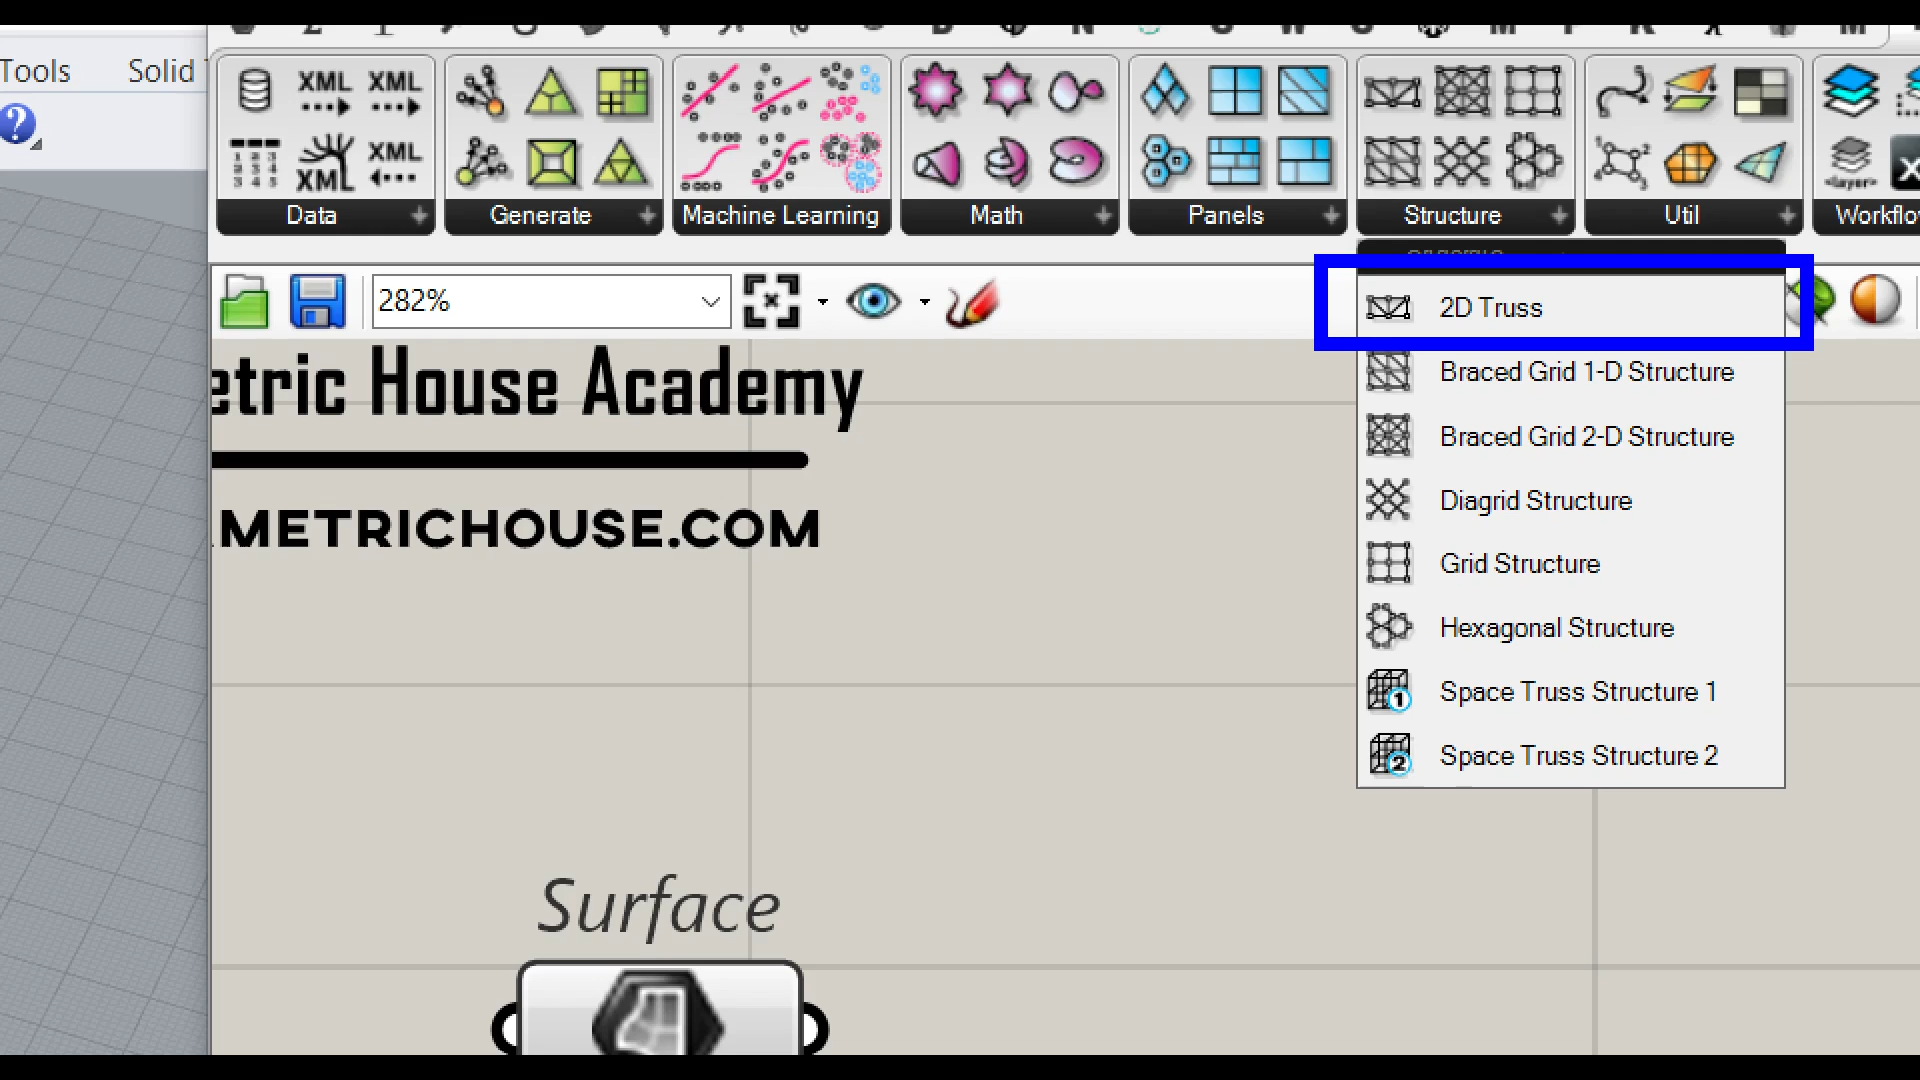 Tools Solid
XML XML
XML XML
Data Generate Machine Learning Math Panels Structure Util Workflo
282%
2D Truss
Braced Grid 1-D Structure
Braced Grid 2-D Structure
Diagrid Structure
Grid Structure
Hexagonal Structure
Space Truss Structure 1
Space Truss Structure 2
etric House Academy
METRICHOUSE.COM
Surface